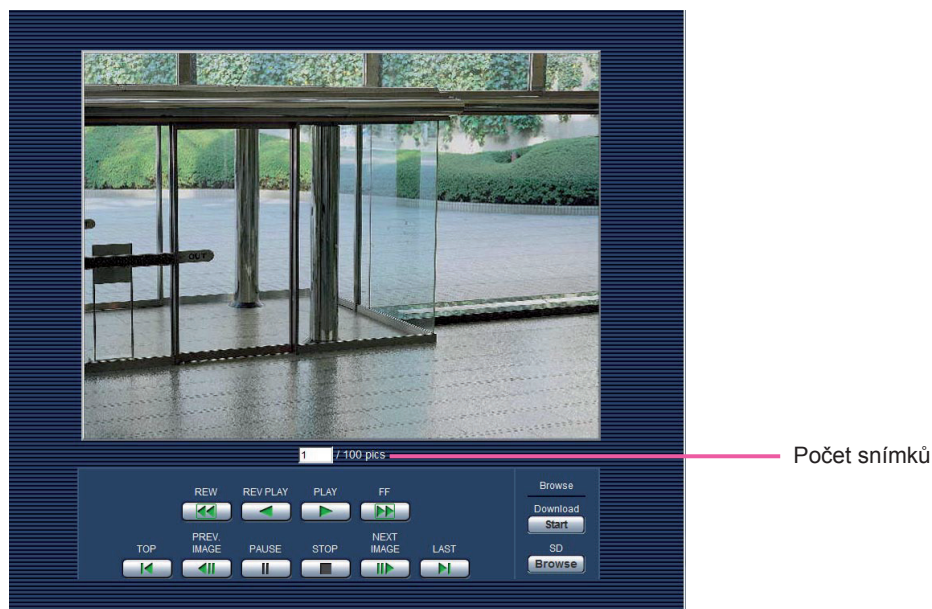 OUT
1 / 100 pics
Počet snímků
REW REV PLAY PLAY FF
TOP PREV. IMAGE PAUSE STOP NEXT IMAGE LAST
Browse
Download
Start
SD
Browse